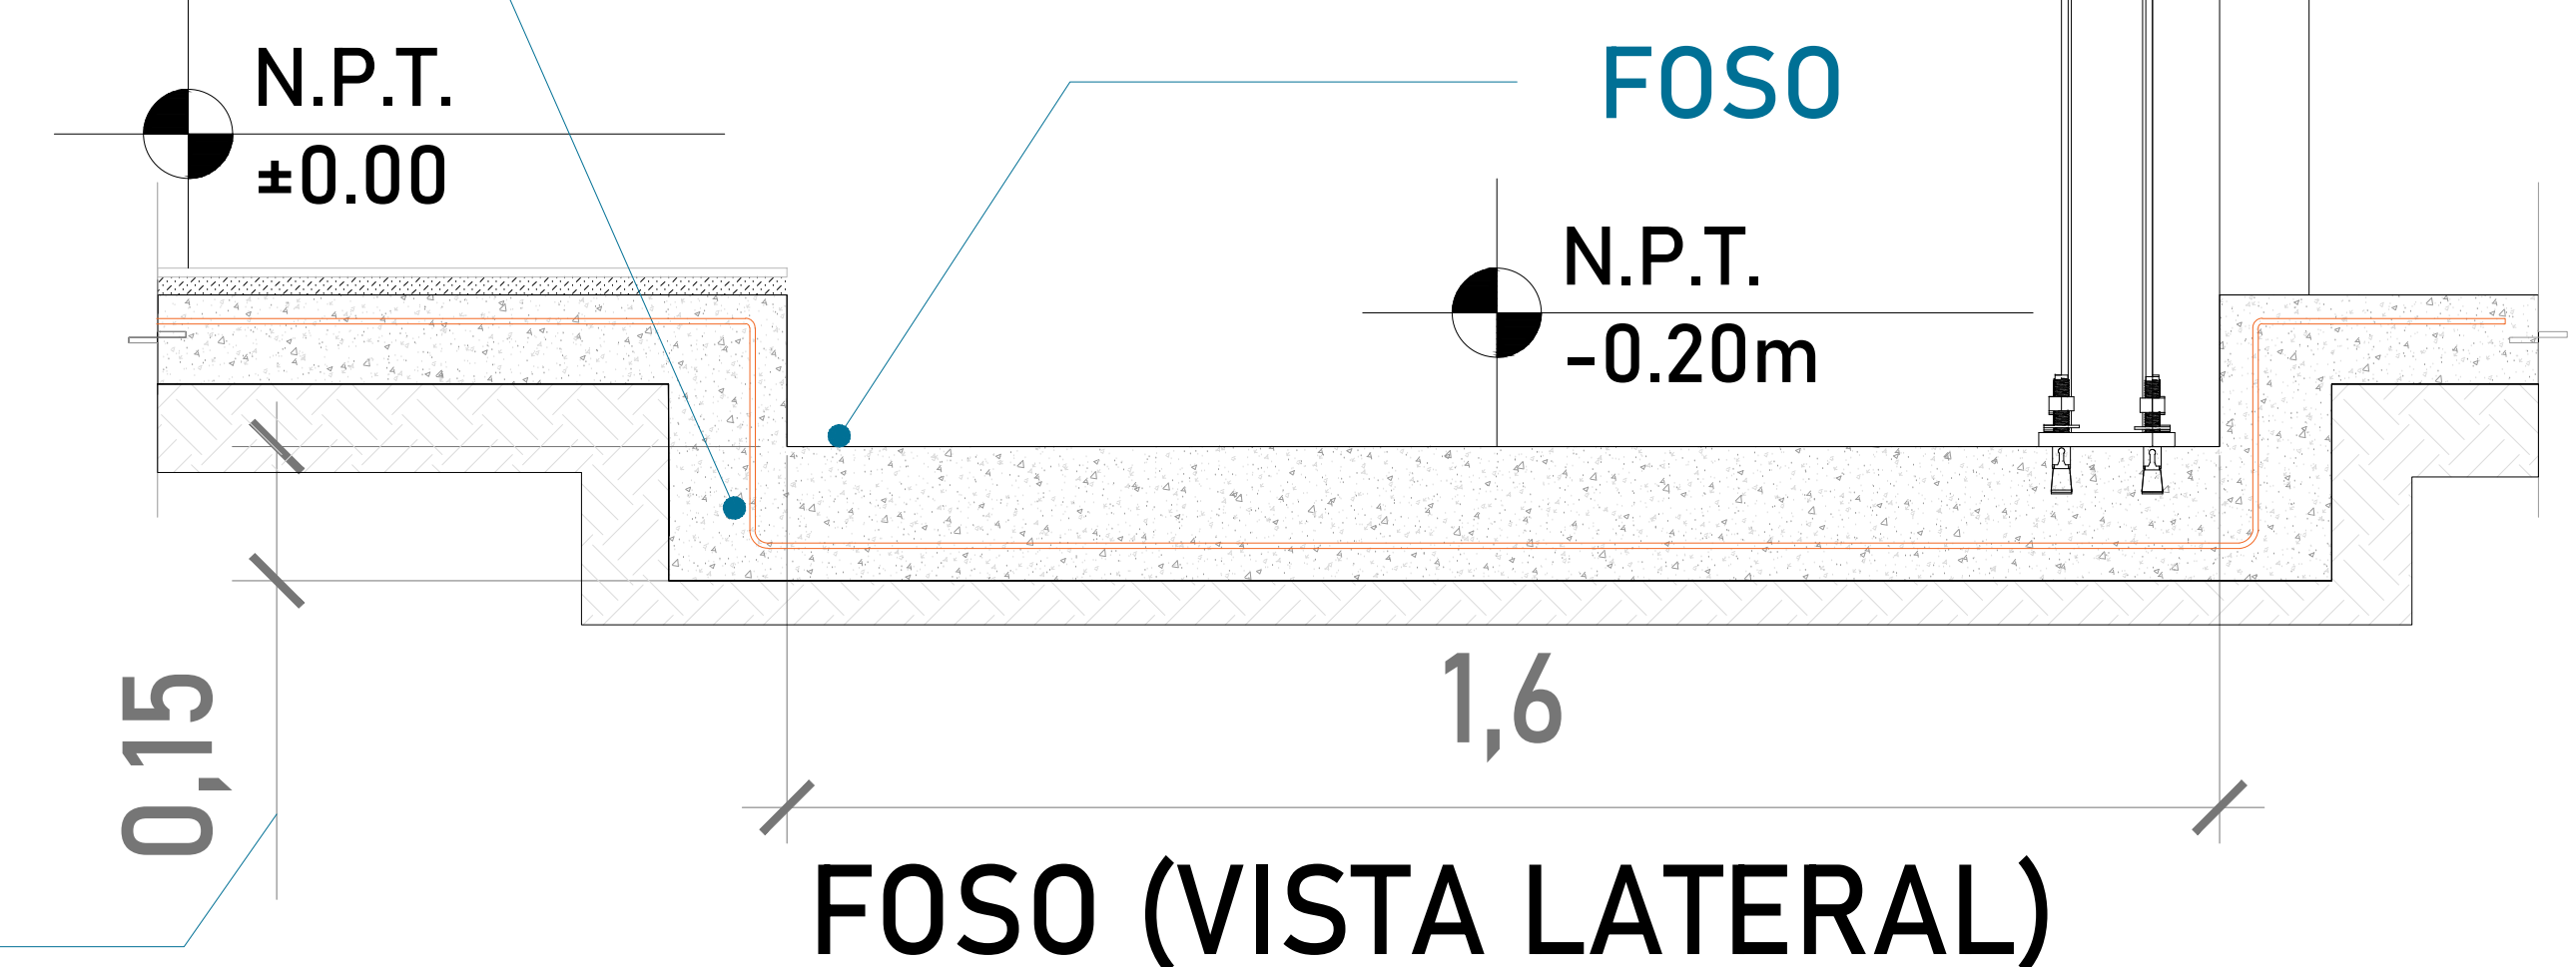 N.P.T.
±0.00
FOSO
N.P.T.
-0.20m
0,15
1,6
FOSO (VISTA LATERAL)